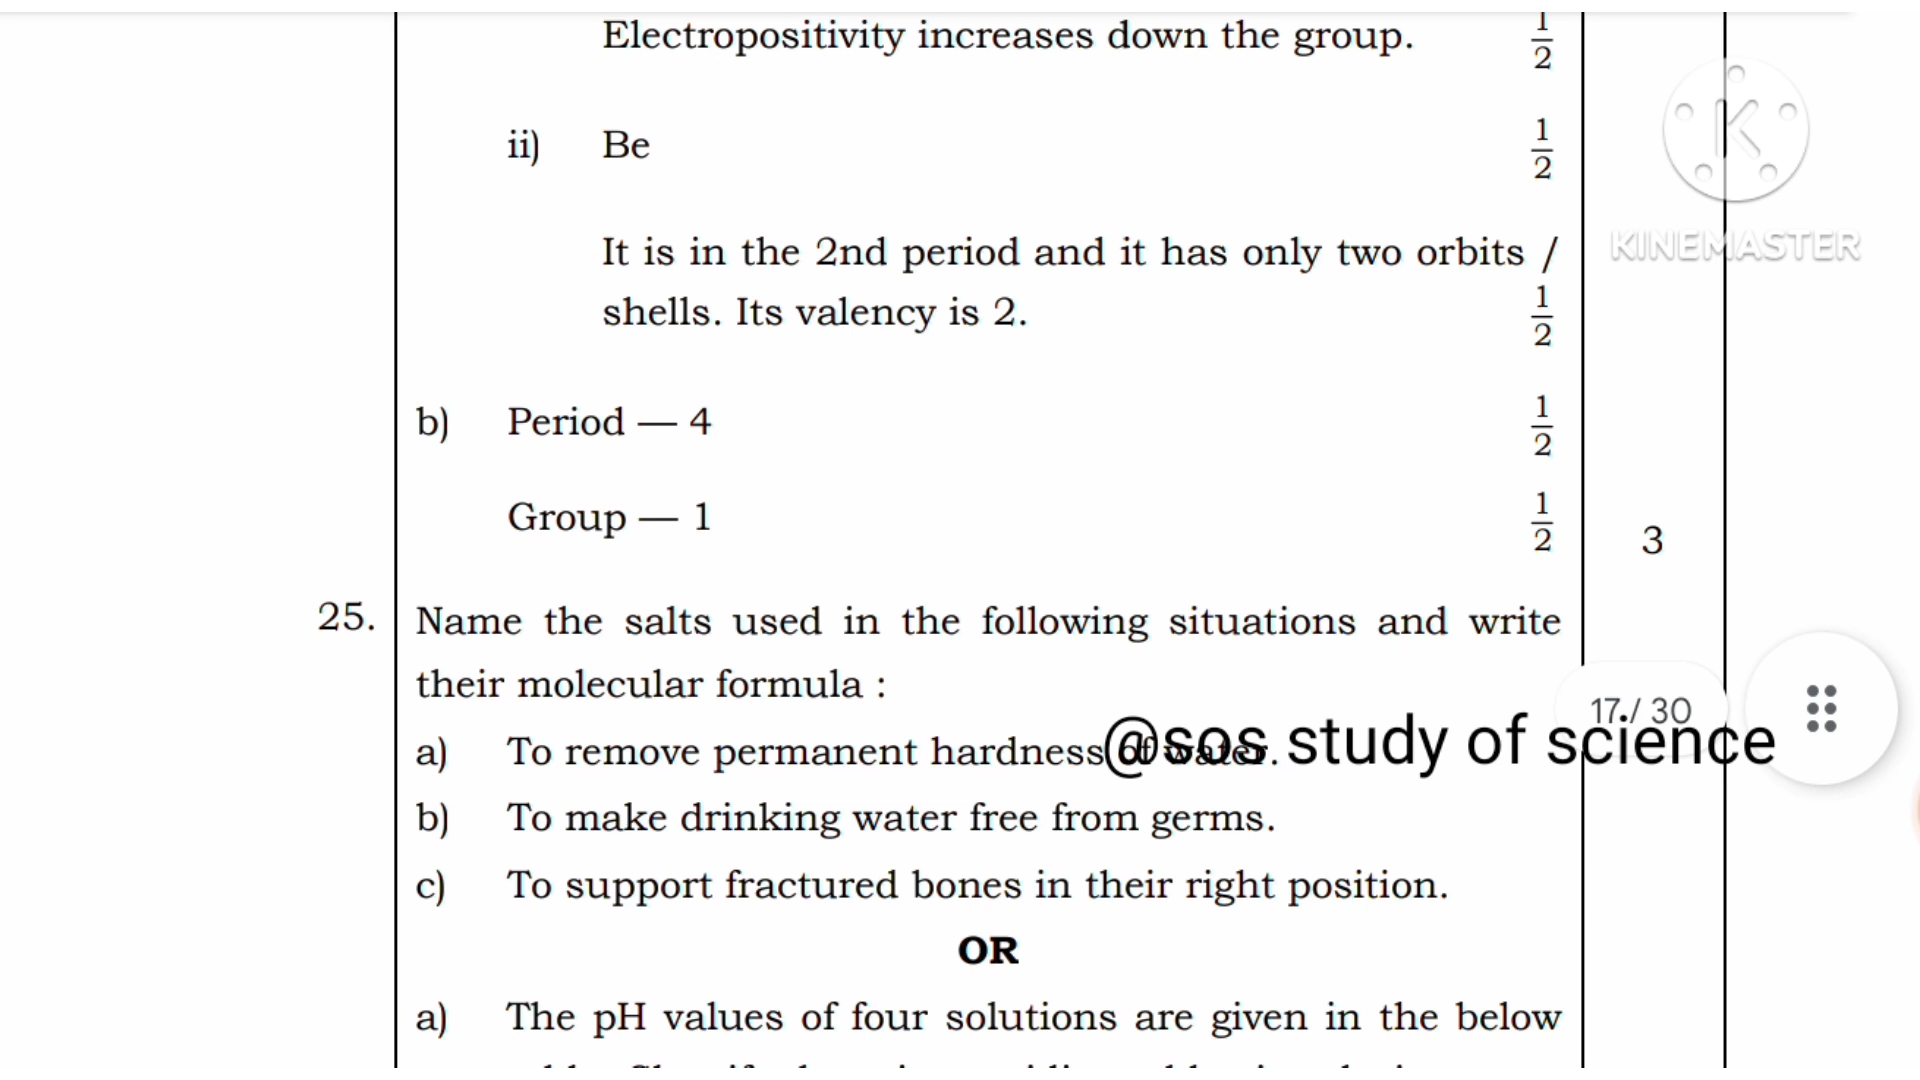 Electropositivity increases down the group. 1/2
ii) Be 1/2
It is in the 2nd period and it has only two orbits /
shells. Its valency is 2. 1/2
b) Period — 4 1/2
Group — 1 1/2
3
25. Name the salts used in the following situations and write
their molecular formula :
a) To remove permanent hardness of water.
b) To make drinking water free from germs.
c) To support fractured bones in their right position.
OR
a) The pH values of four solutions are given in the below
KINEMASTER
17 / 30
@sos study of science